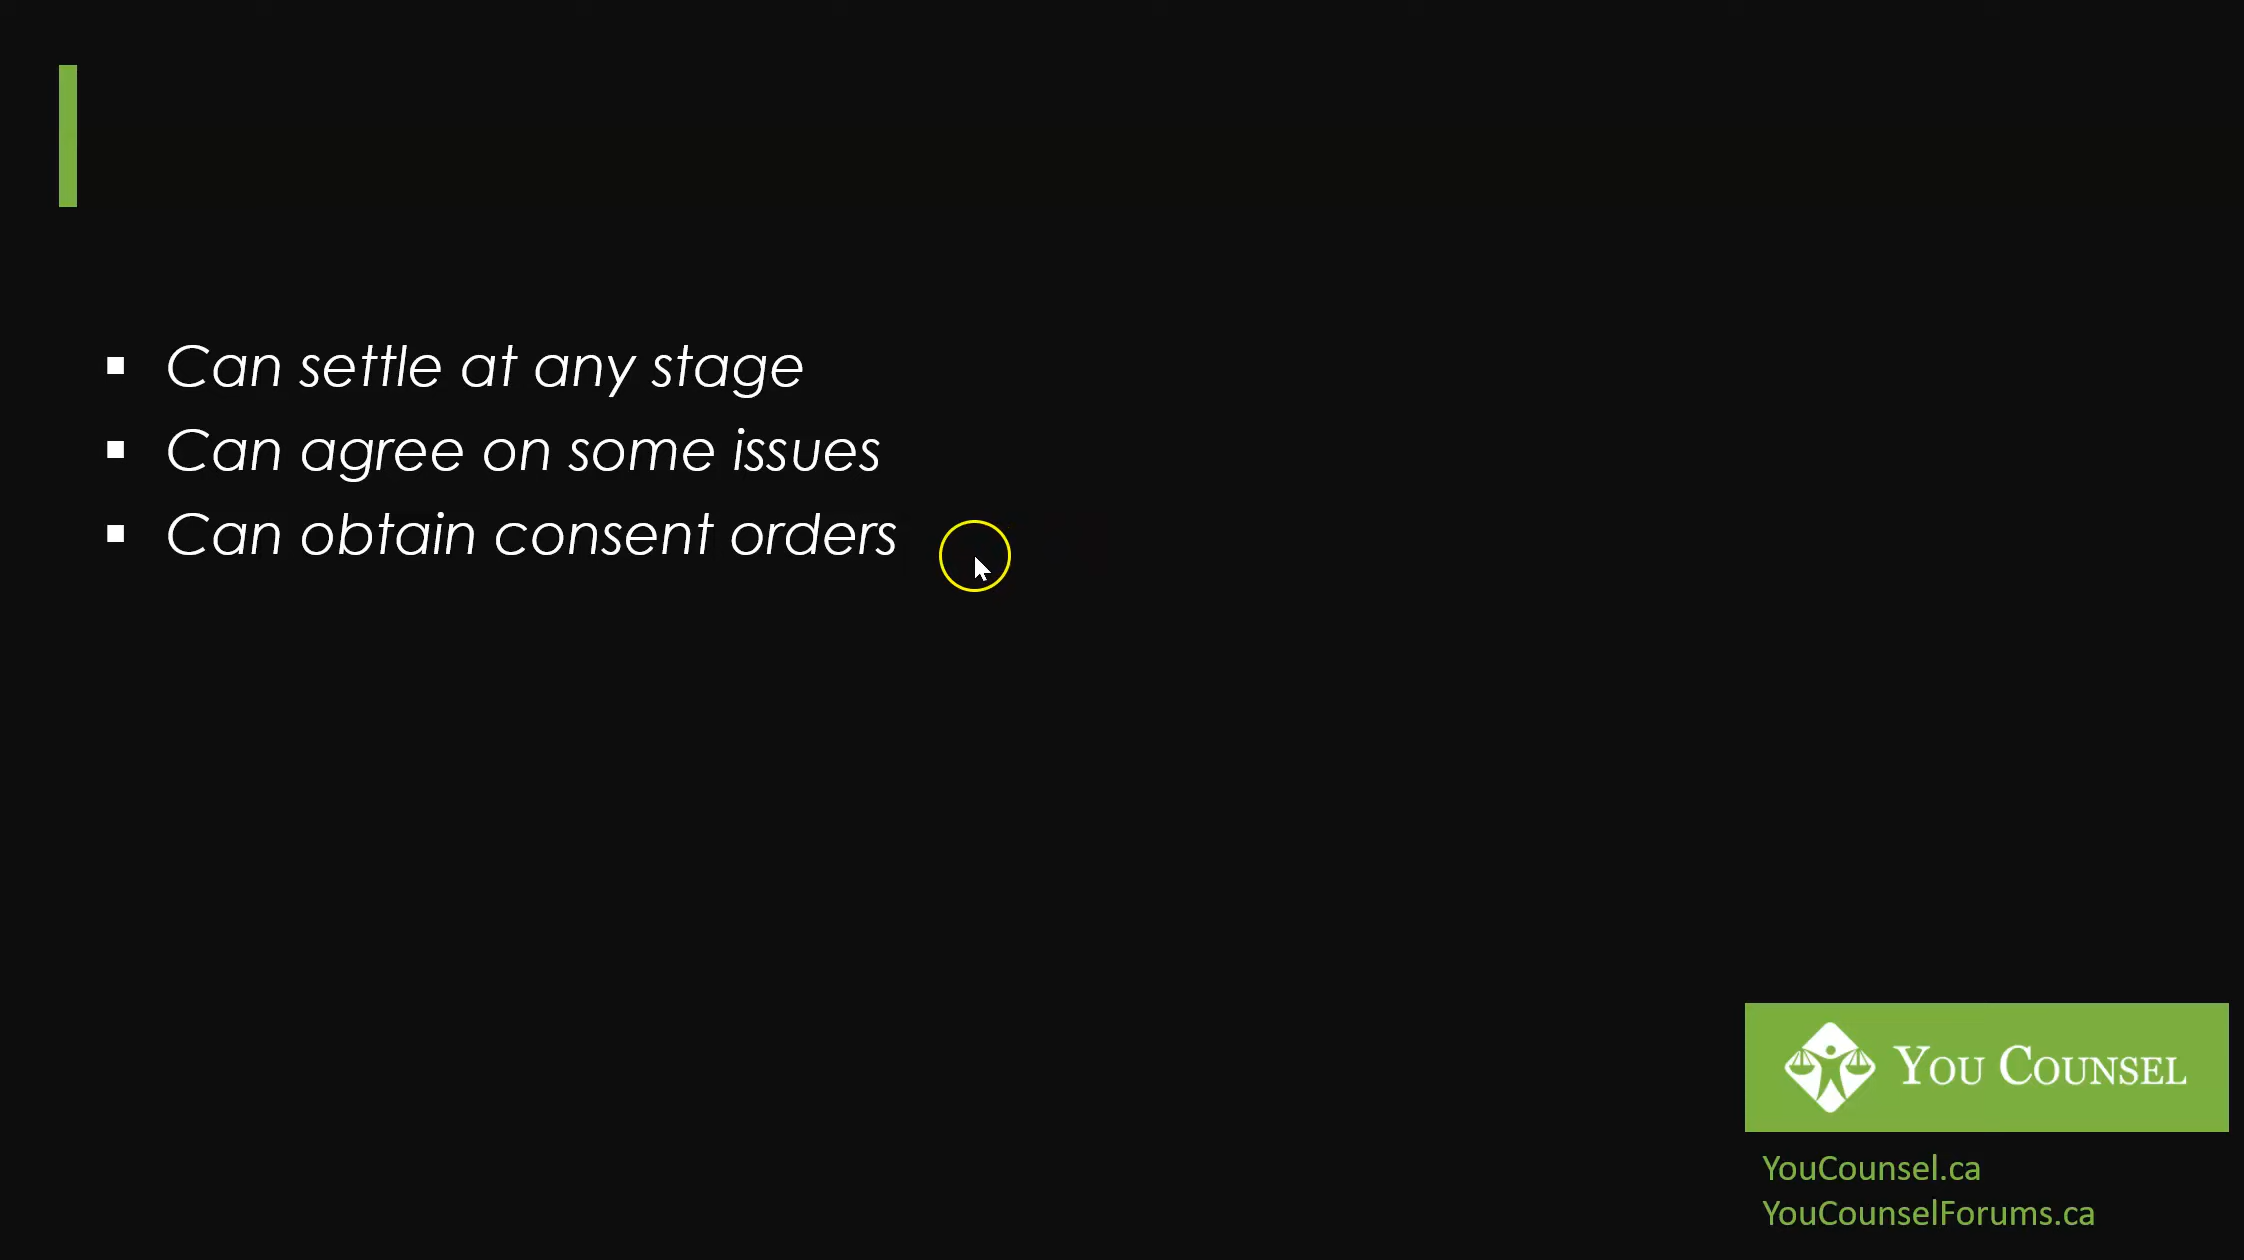 ▪ Can settle at any stage
▪ Can agree on some issues
▪ Can obtain consent orders
YOU COUNSEL
YouCounsel.ca
YouCounselForums.ca